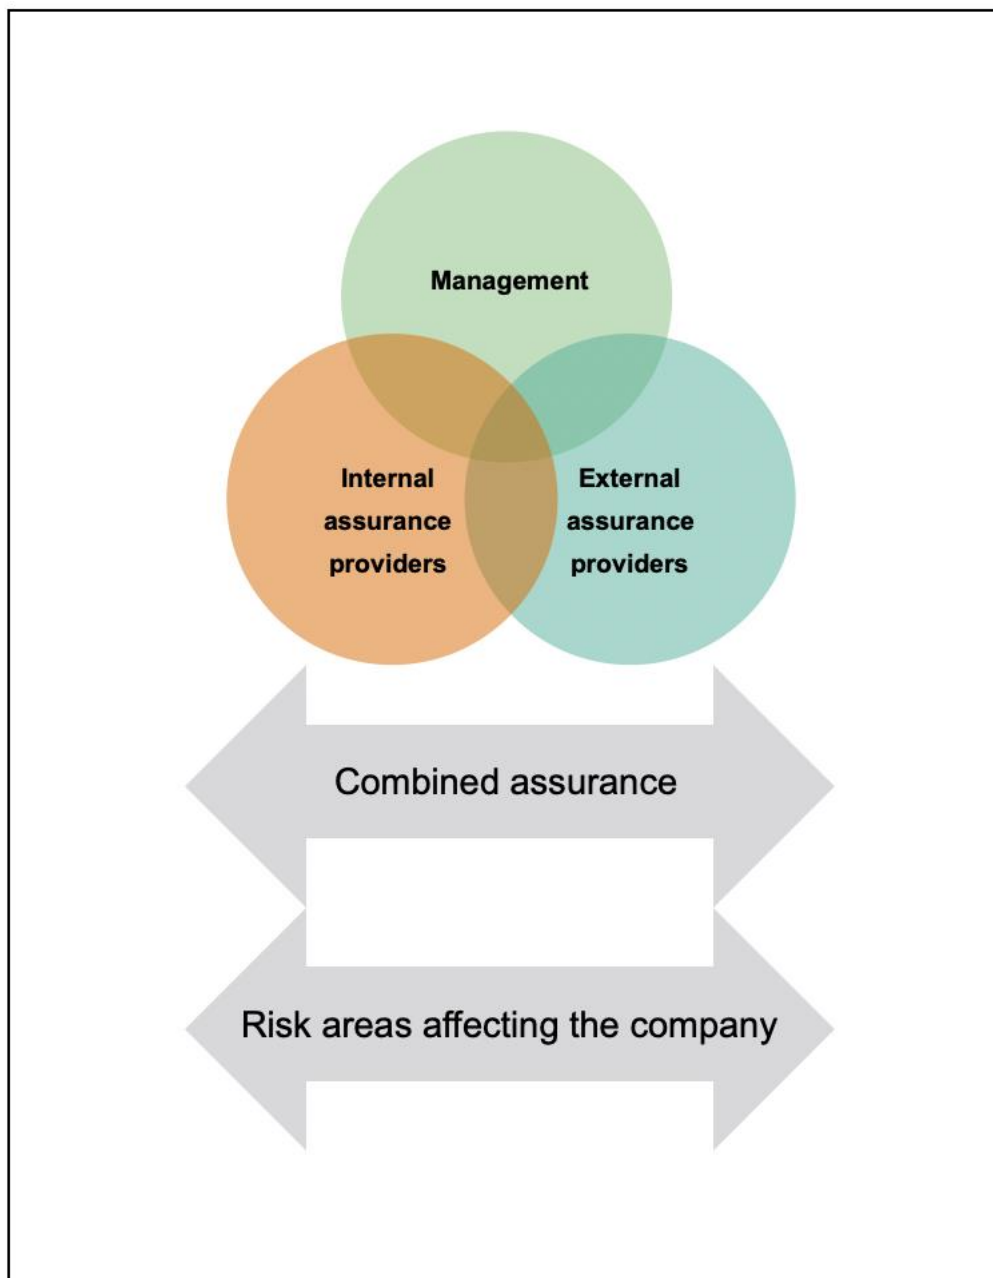 Management
Internal
assurance
providers
External
assurance
providers
Combined assurance
Risk areas affecting the company